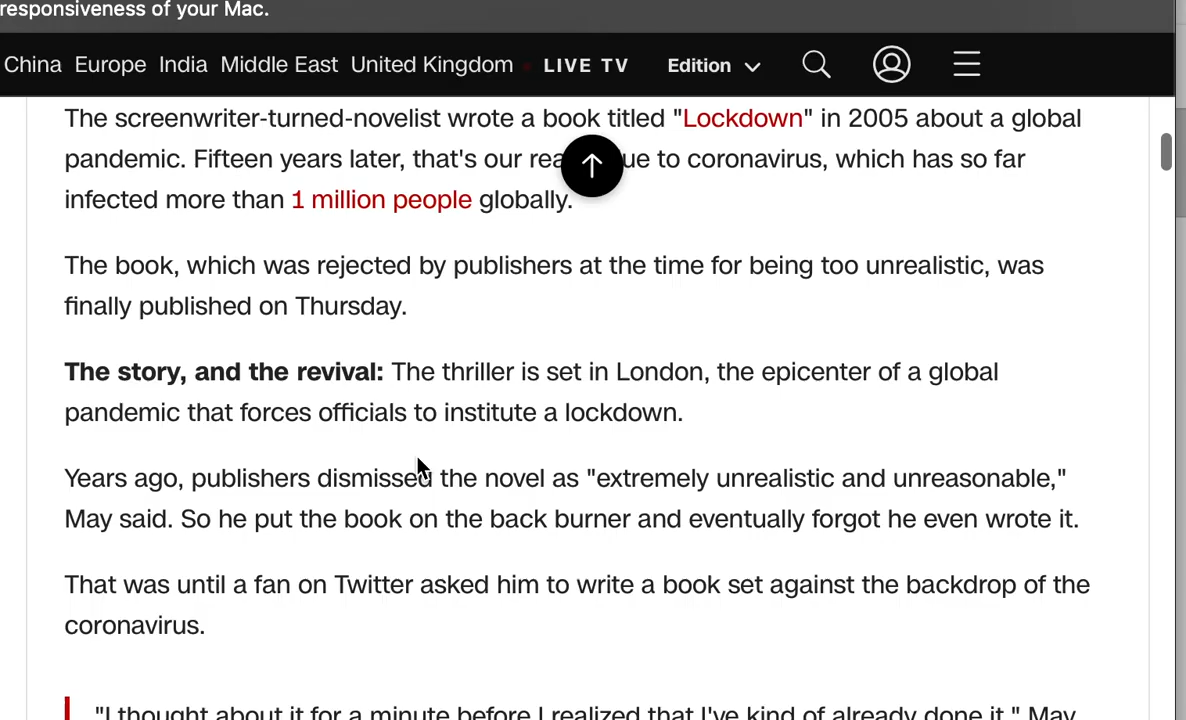 responsiveness of your Mac.
China Europe India Middle East United Kingdom LIVE TV Edition
The screenwriter-turned-novelist wrote a book titled "Lockdown" in 2005 about a global
pandemic. Fifteen years later, that's our rea ue to coronavirus, which has so far
infected more than 1 million people globally.
The book, which was rejected by publishers at the time for being too unrealistic, was
finally published on Thursday.
The story, and the revival: The thriller is set in London, the epicenter of a global
pandemic that forces officials to institute a lockdown.
Years ago, publishers dismissed the novel as "extremely unrealistic and unreasonable,"
May said. So he put the book on the back burner and eventually forgot he even wrote it.
That was until a fan on Twitter asked him to write a book set against the backdrop of the
coronavirus.
"I thought about it for a minute before I realized that I've kind of already done it," May